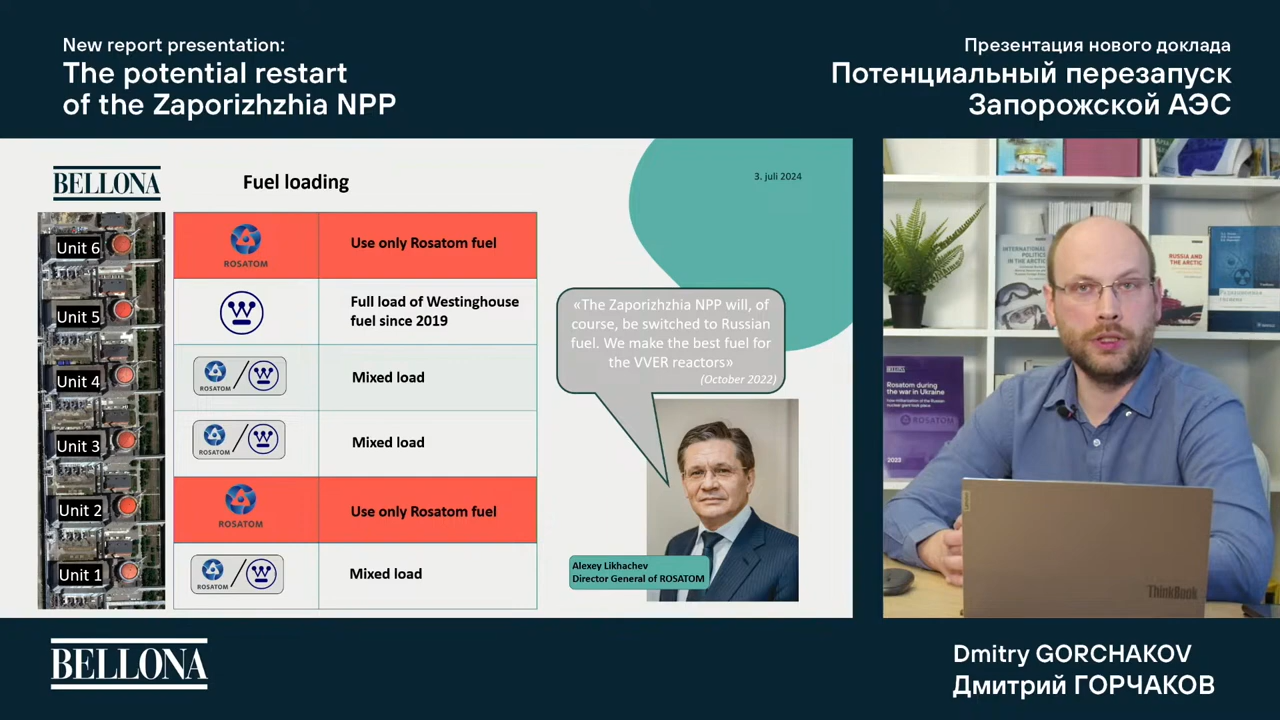 New report presentation:
The potential restart
of the Zaporizhzhia NPP
Презентация нового доклада
Потенциальный перезапуск
Запорожской АЭС
BELLONA
Fuel loading
3. juli 2024
Unit 6
ROSATOM
Use only Rosatom fuel
Unit 5
Full load of Westinghouse
fuel since 2019
Unit 4
ROSATOM
Mixed load
Unit 3
ROSATOM
Mixed load
Unit 2
ROSATOM
Use only Rosatom fuel
Unit 1
ROSATOM
Mixed load
«The Zaporizhzhia NPP will, of
course, be switched to Russian
fuel. We make the best fuel for
the VVER reactors»
(October 2022)
Alexey Likhachev
Director General of ROSATOM
INTERNATIONAL
POLITICS
IN THE ARCTIC
RUSSIA AND
THE ARCTIC
Rosatom during
the war in Ukraine
ROSATOM
2023
ThinkBook
BELLONA
Dmitry GORCHAKOV
Дмитрий ГОРЧАКОВ